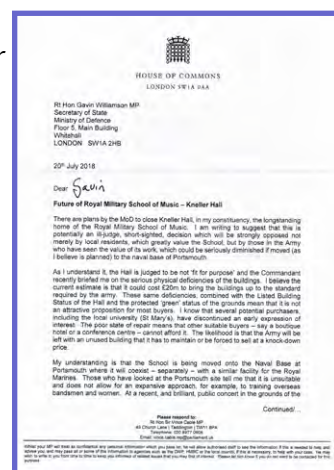 HOUSE OF COMMONS
LONDON SW1A 0AA
Rt Hon Gavin Williamson MP
Secretary of State
Ministry of Defence
Floor 5, Main Building
Whitehall
LONDON SW1A 2HB
20th July 2018
Dear Gavin
Future of Royal Military School of Music – Kneller Hall
There are plans by the MoD to close Kneller Hall, in my constituency, the longstanding
home of the Royal Military School of Music. I am writing to suggest that this is
potentially an ill-judge, short-sighted, decision which will be strongly opposed not
merely by local residents, which greatly value the School, but by those in the Army
who have seen the value of its work, which could be seriously diminished if moved (as
I believe is planned) to the naval base of Portsmouth.
As I understand it, the Hall is judged to be not 'fit for purpose' and the Commandant
recently briefed me on the serious physical deficiencies of the buildings. I believe the
current estimate is that it could cost £20m to bring the buildings up to the standard
required by the army. These same deficiencies, combined with the Listed Building
Status of the Hall and the protected 'green' status of the grounds mean that it is not
an attractive proposition for most buyers. I know that several potential purchasers,
including the local university (St Mary's), have discontinued an early expression of
interest. The poor state of repair means that other suitable buyers – say a boutique
hotel or a conference centre – cannot afford it. The likelihood is that the Army will be
left with an unused building that it has to maintain or be forced to sell at a knock-down
price.
My understanding is that the School is being moved onto the Naval Base at
Portsmouth where it will coexist – separately – with a similar facility for the Royal
Marines. Those who have looked at the Portsmouth site tell me that it is unsuitable
and does not allow for an expansive approach, for example, to training overseas
bandsmen and women. At a recent, and brilliant, public concert in the grounds of the
Continued/...
Please respond to:
Rt Hon Sir Vince Cable MP